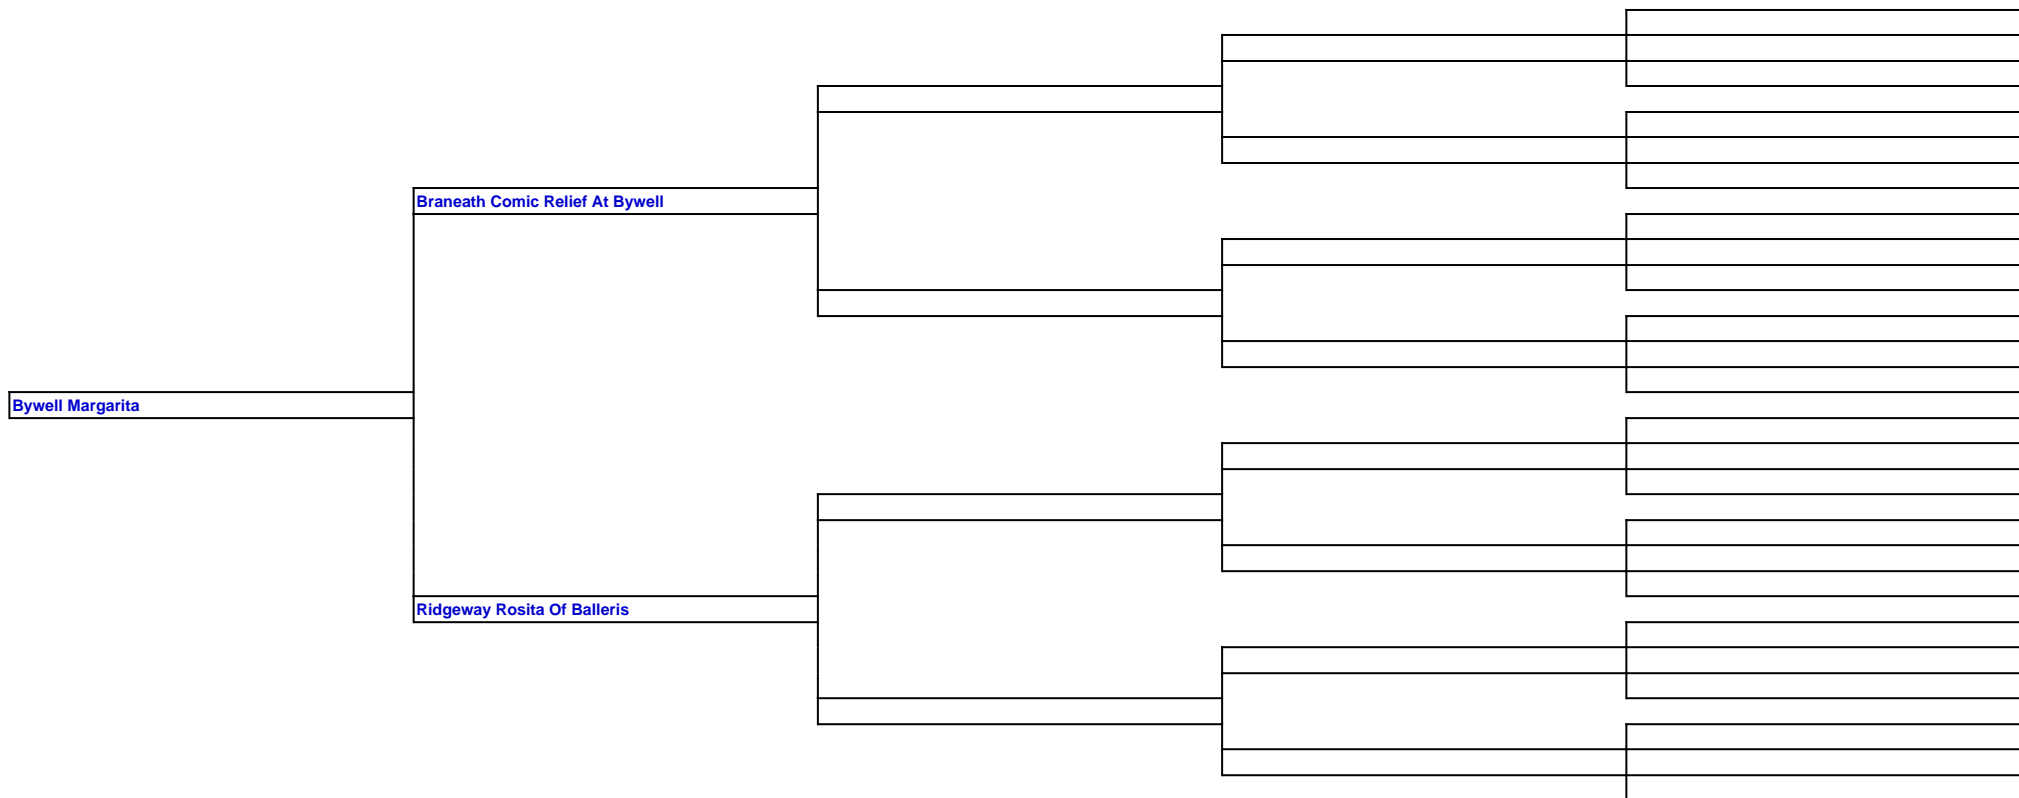 Braneath Comic Relief At Bywell
Bywell Margarita
Ridgeway Rosita Of Balleris